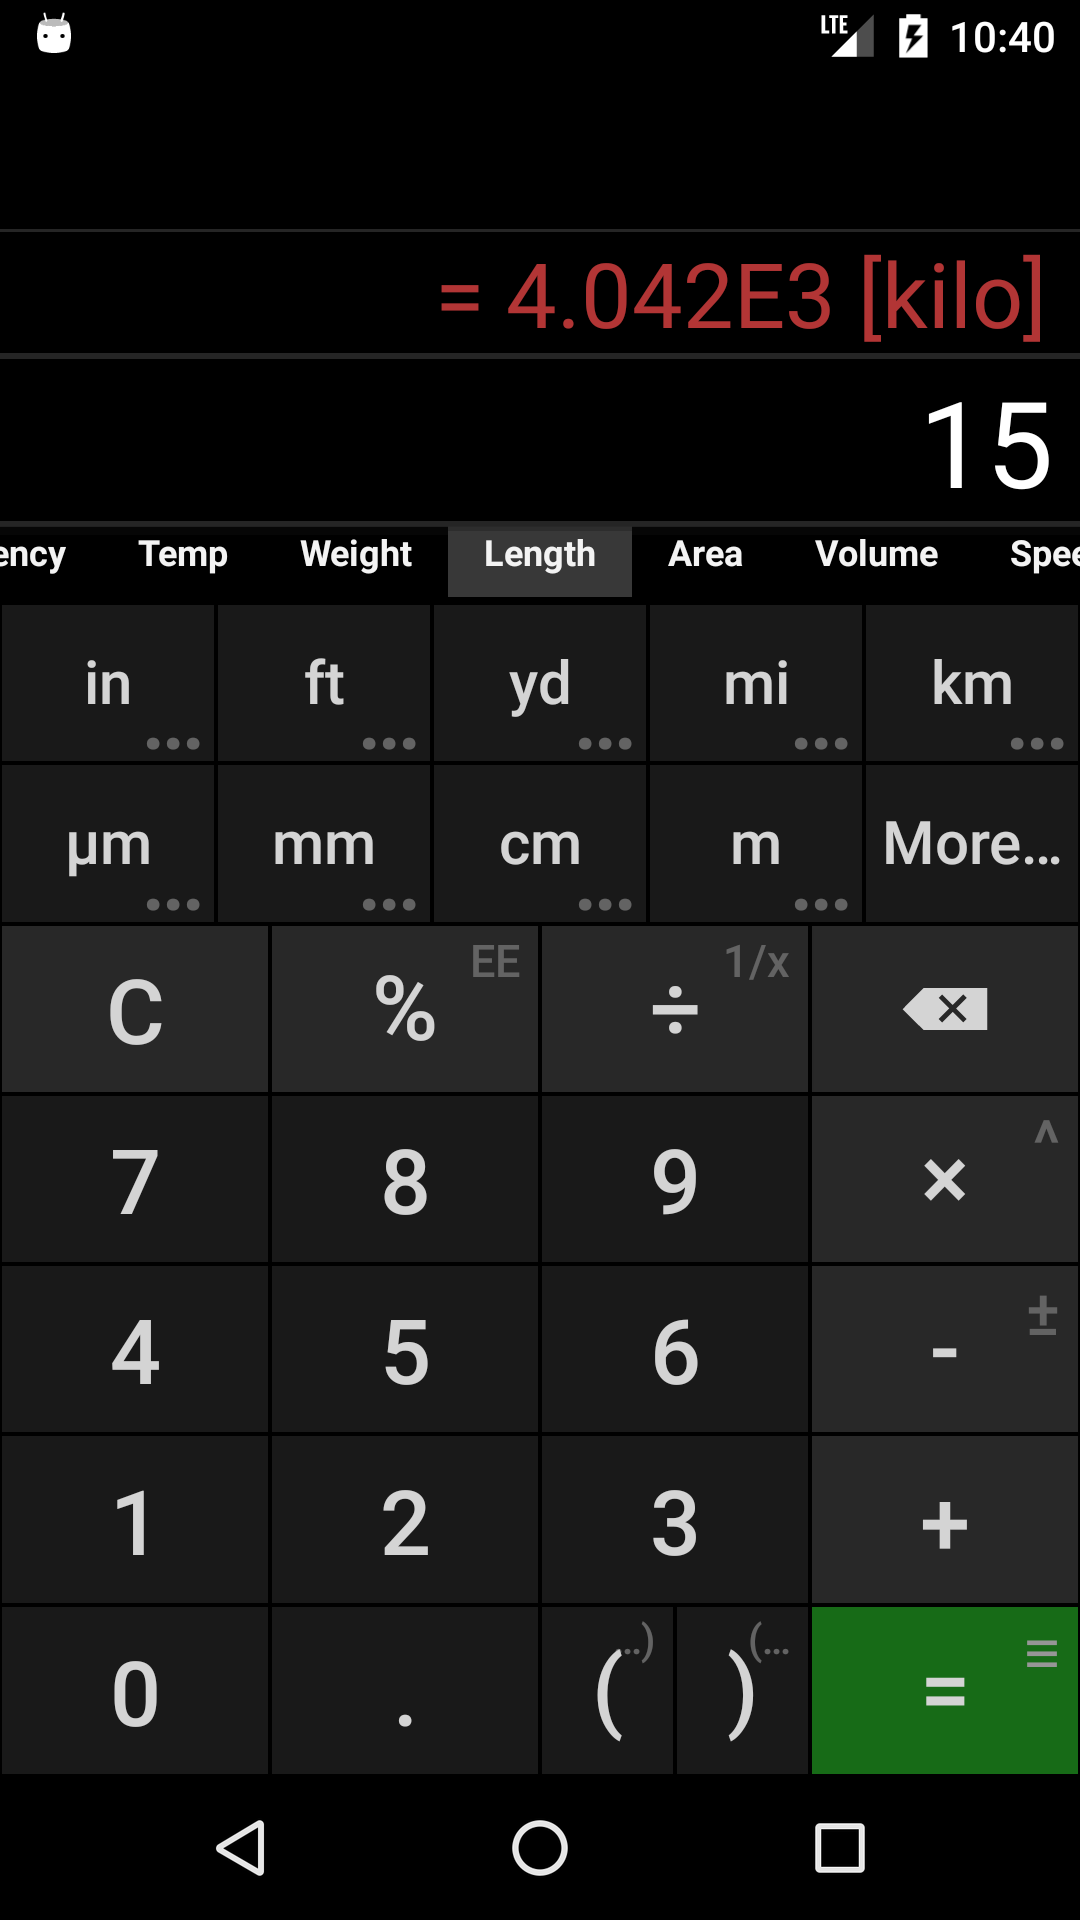 LTE 10:40
= 4.042E3 [kilo]
15
ency Temp Weight Length Area Volume Spee
in ft yd mi km
µm mm cm m More...
C % EE ÷ 1/x
7 8 9 × ^
4 5 6 - ±
1 2 3 +
0 . ( ..) ) (... = ≡